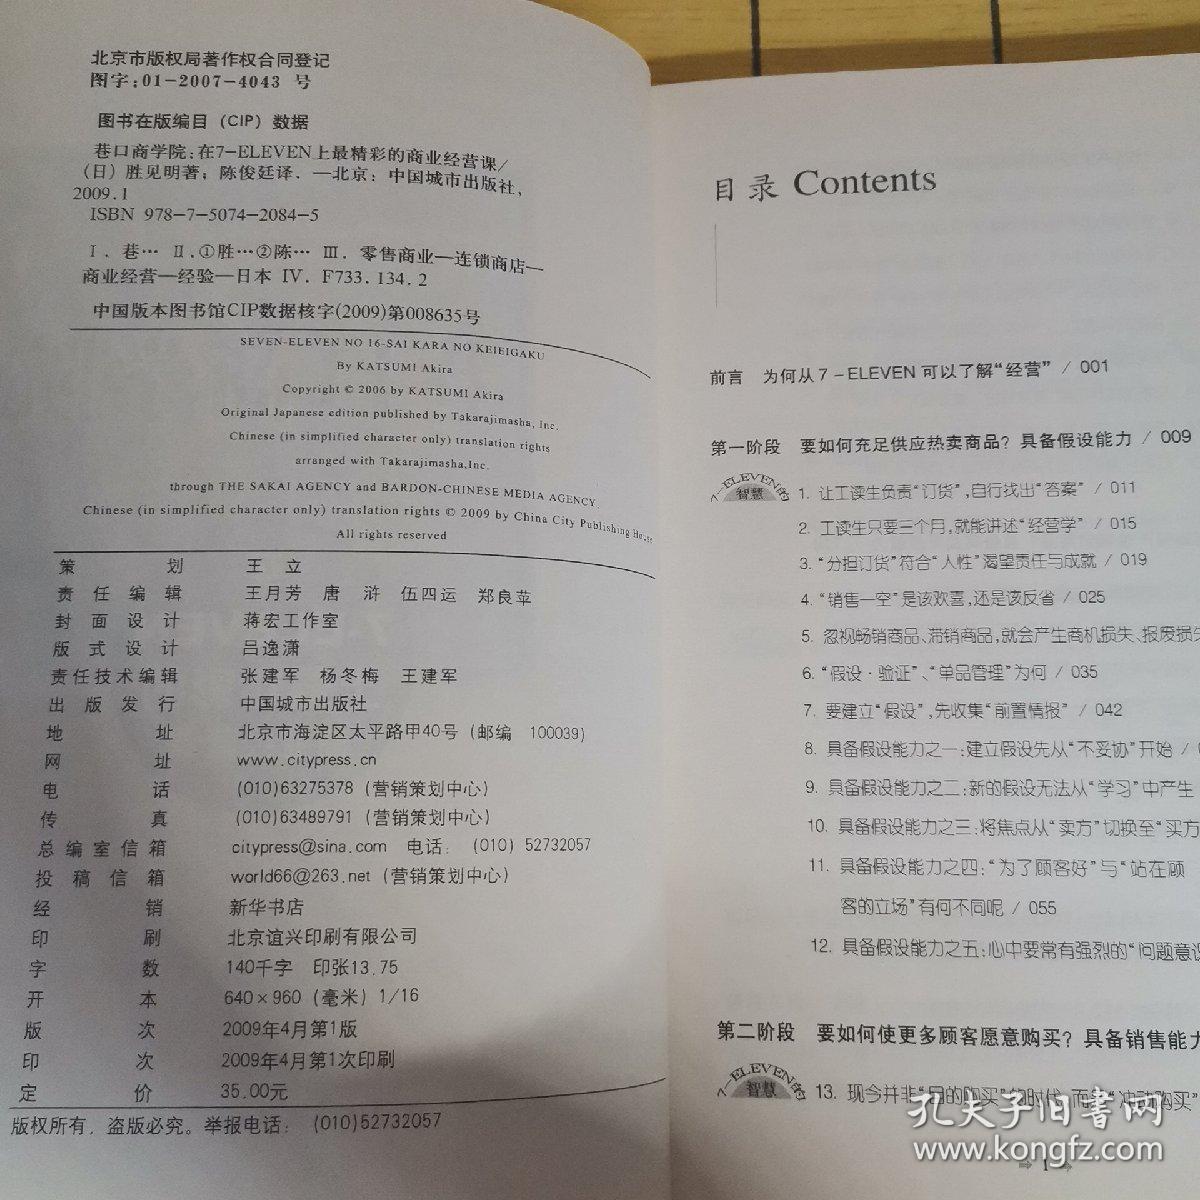 北京市版权局著作权合同登记
图字：01-2007-4043 号
图书在版编目（CIP）数据
巷口商学院：在7-ELEVEN上最精彩的商业经营课/
（日）胜见明著；陈俊廷译．—北京：中国城市出版社，
2009.1
ISBN 978-7-5074-2084-5
Ⅰ．巷… Ⅱ．①胜…②陈… Ⅲ．零售商业—连锁商店—
商业经营—经验—日本 Ⅳ．F733.134.2
中国版本图书馆CIP数据核字(2009)第008635号
SEVEN-ELEVEN NO 16-SAI KARA NO KEIEIGAKU
By KATSUMI Akira
Copyright © 2006 by KATSUMI Akira
Original Japanese edition published by Takarajimasha, Inc.
Chinese (in simplified character only) translation rights
arranged with Takarajimasha,Inc.
through THE SAKAI AGENCY and BARDON-CHINESE MEDIA AGENCY
Chinese (in simplified character only) translation rights © 2009 by China City Publishing House
All rights reserved
策划 王 立
责任编辑 王月芳 唐 浒 伍四运 郑良苹
封面设计 蒋宏工作室
版式设计 吕逸潇
责任技术编辑 张建军 杨冬梅 王建军
出版发行 中国城市出版社
地址 北京市海淀区太平路甲40号（邮编 100039）
网址 www.citypress.cn
电话 (010)63275378（营销策划中心）
传真 (010)63489791（营销策划中心）
总编室信箱 citypress@sina.com 电话：(010) 52732057
投稿信箱 world66@263.net（营销策划中心）
经销 新华书店
印刷 北京谊兴印刷有限公司
字数 140千字 印张13.75
开本 640×960（毫米）1/16
版次 2009年4月第1版
印次 2009年4月第1次印刷
定价 35.00元
版权所有，盗版必究。举报电话：(010)52732057
目录 Contents
前言 为何从7-ELEVEN可以了解“经营” / 001
第一阶段 要如何充足供应热卖商品？具备假设能力 / 009
7-ELEVEN的
智慧
1. 让工读生负责“订货”，自行找出“答案” / 011
2. 工读生只要三个月，就能讲述“经营学” / 015
3. “分担订货”符合“人性”渴望责任与成就 / 019
4. “销售一空”是该欢喜，还是该反省 / 025
5. 忽视畅销商品、滞销商品，就会产生商机损失、报废损失
6. “假设·验证”、“单品管理”为何 / 035
7. 要建立“假设”，先收集“前置情报” / 042
8. 具备假设能力之一：建立假设先从“不妥协”开始 /
9. 具备假设能力之二：新的假设无法从“学习”中产生
10. 具备假设能力之三：将焦点从“卖方”切换至“买方
11. 具备假设能力之四：“为了顾客好”与“站在顾
客的立场”有何不同呢 / 055
12. 具备假设能力之五：心中要常有强烈的“问题意识
第二阶段 要如何使更多顾客愿意购买？具备销售能力
7-ELEVEN的
智慧
13. 现今并非“目的购买”的时代，而是“冲动购买”
1
孔夫子旧书网
www.kongfz.com